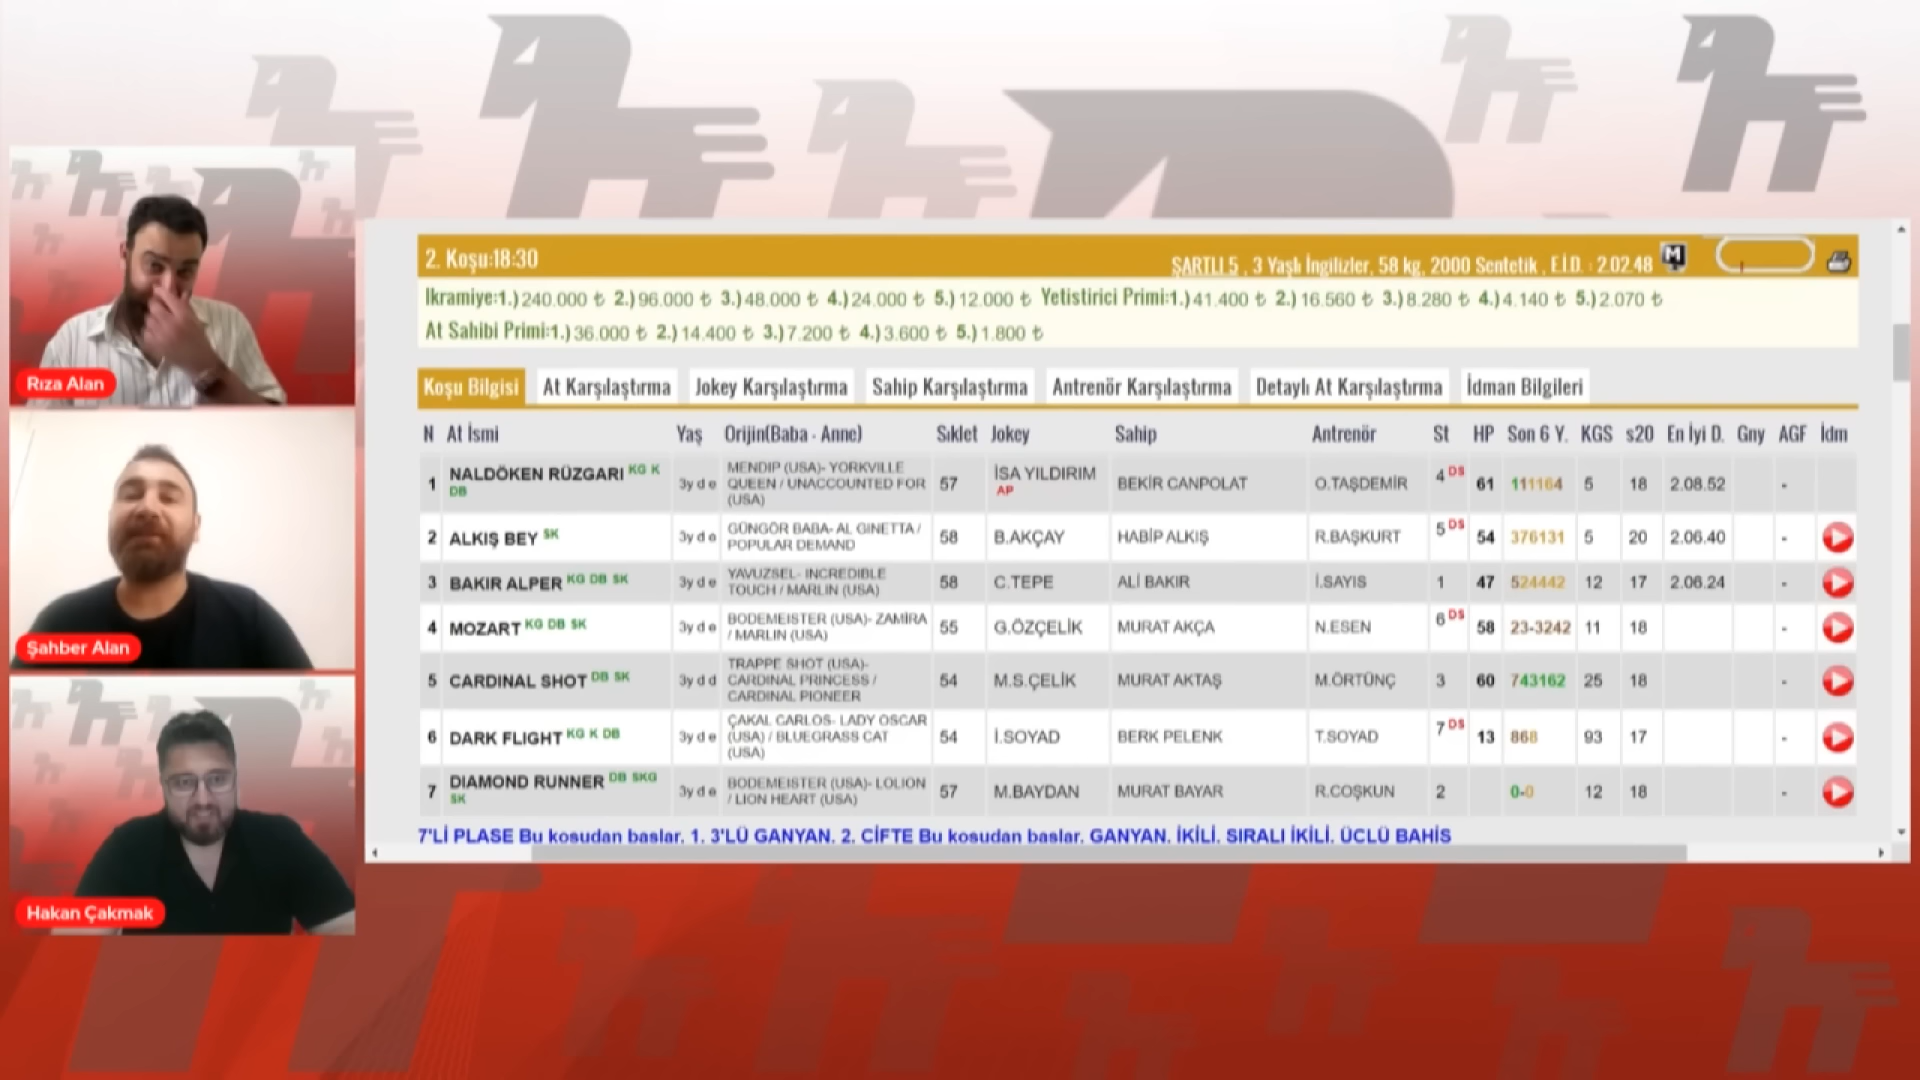 Rıza Alan
Şahber Alan
Hakan Çakmak
2. Koşu:18:30
ŞARTLI 5 , 3 Yaşlı İngilizler, 58 kg, 2000 Sentetik , E.İ.D. : 2.02.48
İkramiye:1.) 240.000 ₺ 2.) 96.000 ₺ 3.) 48.000 ₺ 4.) 24.000 ₺ 5.) 12.000 ₺ Yetistirici Primi:1.) 41.400 ₺ 2.) 16.560 ₺ 3.) 8.280 ₺ 4.) 4.140 ₺ 5.) 2.070 ₺
At Sahibi Primi:1.) 36.000 ₺ 2.) 14.400 ₺ 3.) 7.200 ₺ 4.) 3.600 ₺ 5.) 1.800 ₺
Koşu Bilgisi At Karşılaştırma Jokey Karşılaştırma Sahip Karşılaştırma Antrenör Karşılaştırma Detaylı At Karşılaştırma İdman Bilgileri
N At İsmi Yaş Orijin(Baba - Anne) Sıklet Jokey Sahip Antrenör St HP Son 6 Y. KGS s20 En İyi D. Gny AGF İdm
1 NALDÖKEN RÜZGARI KG K DB 3y d e MENDIP (USA)- YORKVILLE QUEEN / UNACCOUNTED FOR (USA) 57 İSA YILDIRIM AP BEKİR CANPOLAT O.TAŞDEMİR 4 DS 61 111164 5 18 2.08.52 -
2 ALKIŞ BEY SK 3y d e GÜNGÖR BABA- AL GINETTA / POPULAR DEMAND 58 B.AKÇAY HABİP ALKIŞ R.BAŞKURT 5 DS 54 376131 5 20 2.06.40 -
3 BAKIR ALPER KG DB SK 3y d e YAVUZSEL- INCREDIBLE TOUCH / MARLIN (USA) 58 C.TEPE ALİ BAKIR İ.SAYIS 1 47 524442 12 17 2.06.24 -
4 MOZART KG DB SK 3y d e BODEMEISTER (USA)- ZAMİRA / MARLIN (USA) 55 G.ÖZÇELİK MURAT AKÇA N.ESEN 6 DS 58 23-3242 11 18 -
5 CARDINAL SHOT DB SK 3y d d TRAPPE SHOT (USA)- CARDINAL PRINCESS / CARDINAL PIONEER 54 M.S.ÇELİK MURAT AKTAŞ M.ÖRTÜNÇ 3 60 743162 25 18 -
6 DARK FLIGHT KG K DB 3y d e ÇAKAL CARLOS- LADY OSCAR (USA) / BLUEGRASS CAT (USA) 54 İ.SOYAD BERK PELENK T.SOYAD 7 DS 13 868 93 17 -
7 DIAMOND RUNNER DB SKG SK 3y d e BODEMEISTER (USA)- LOLION / LION HEART (USA) 57 M.BAYDAN MURAT BAYAR R.COŞKUN 2 0-0 12 18 -
7'Lİ PLASE Bu kosudan baslar. 1. 3'LÜ GANYAN. 2. ÇİFTE Bu kosudan baslar. GANYAN. İKİLİ. SIRALI İKİLİ. ÜÇLÜ BAHİS